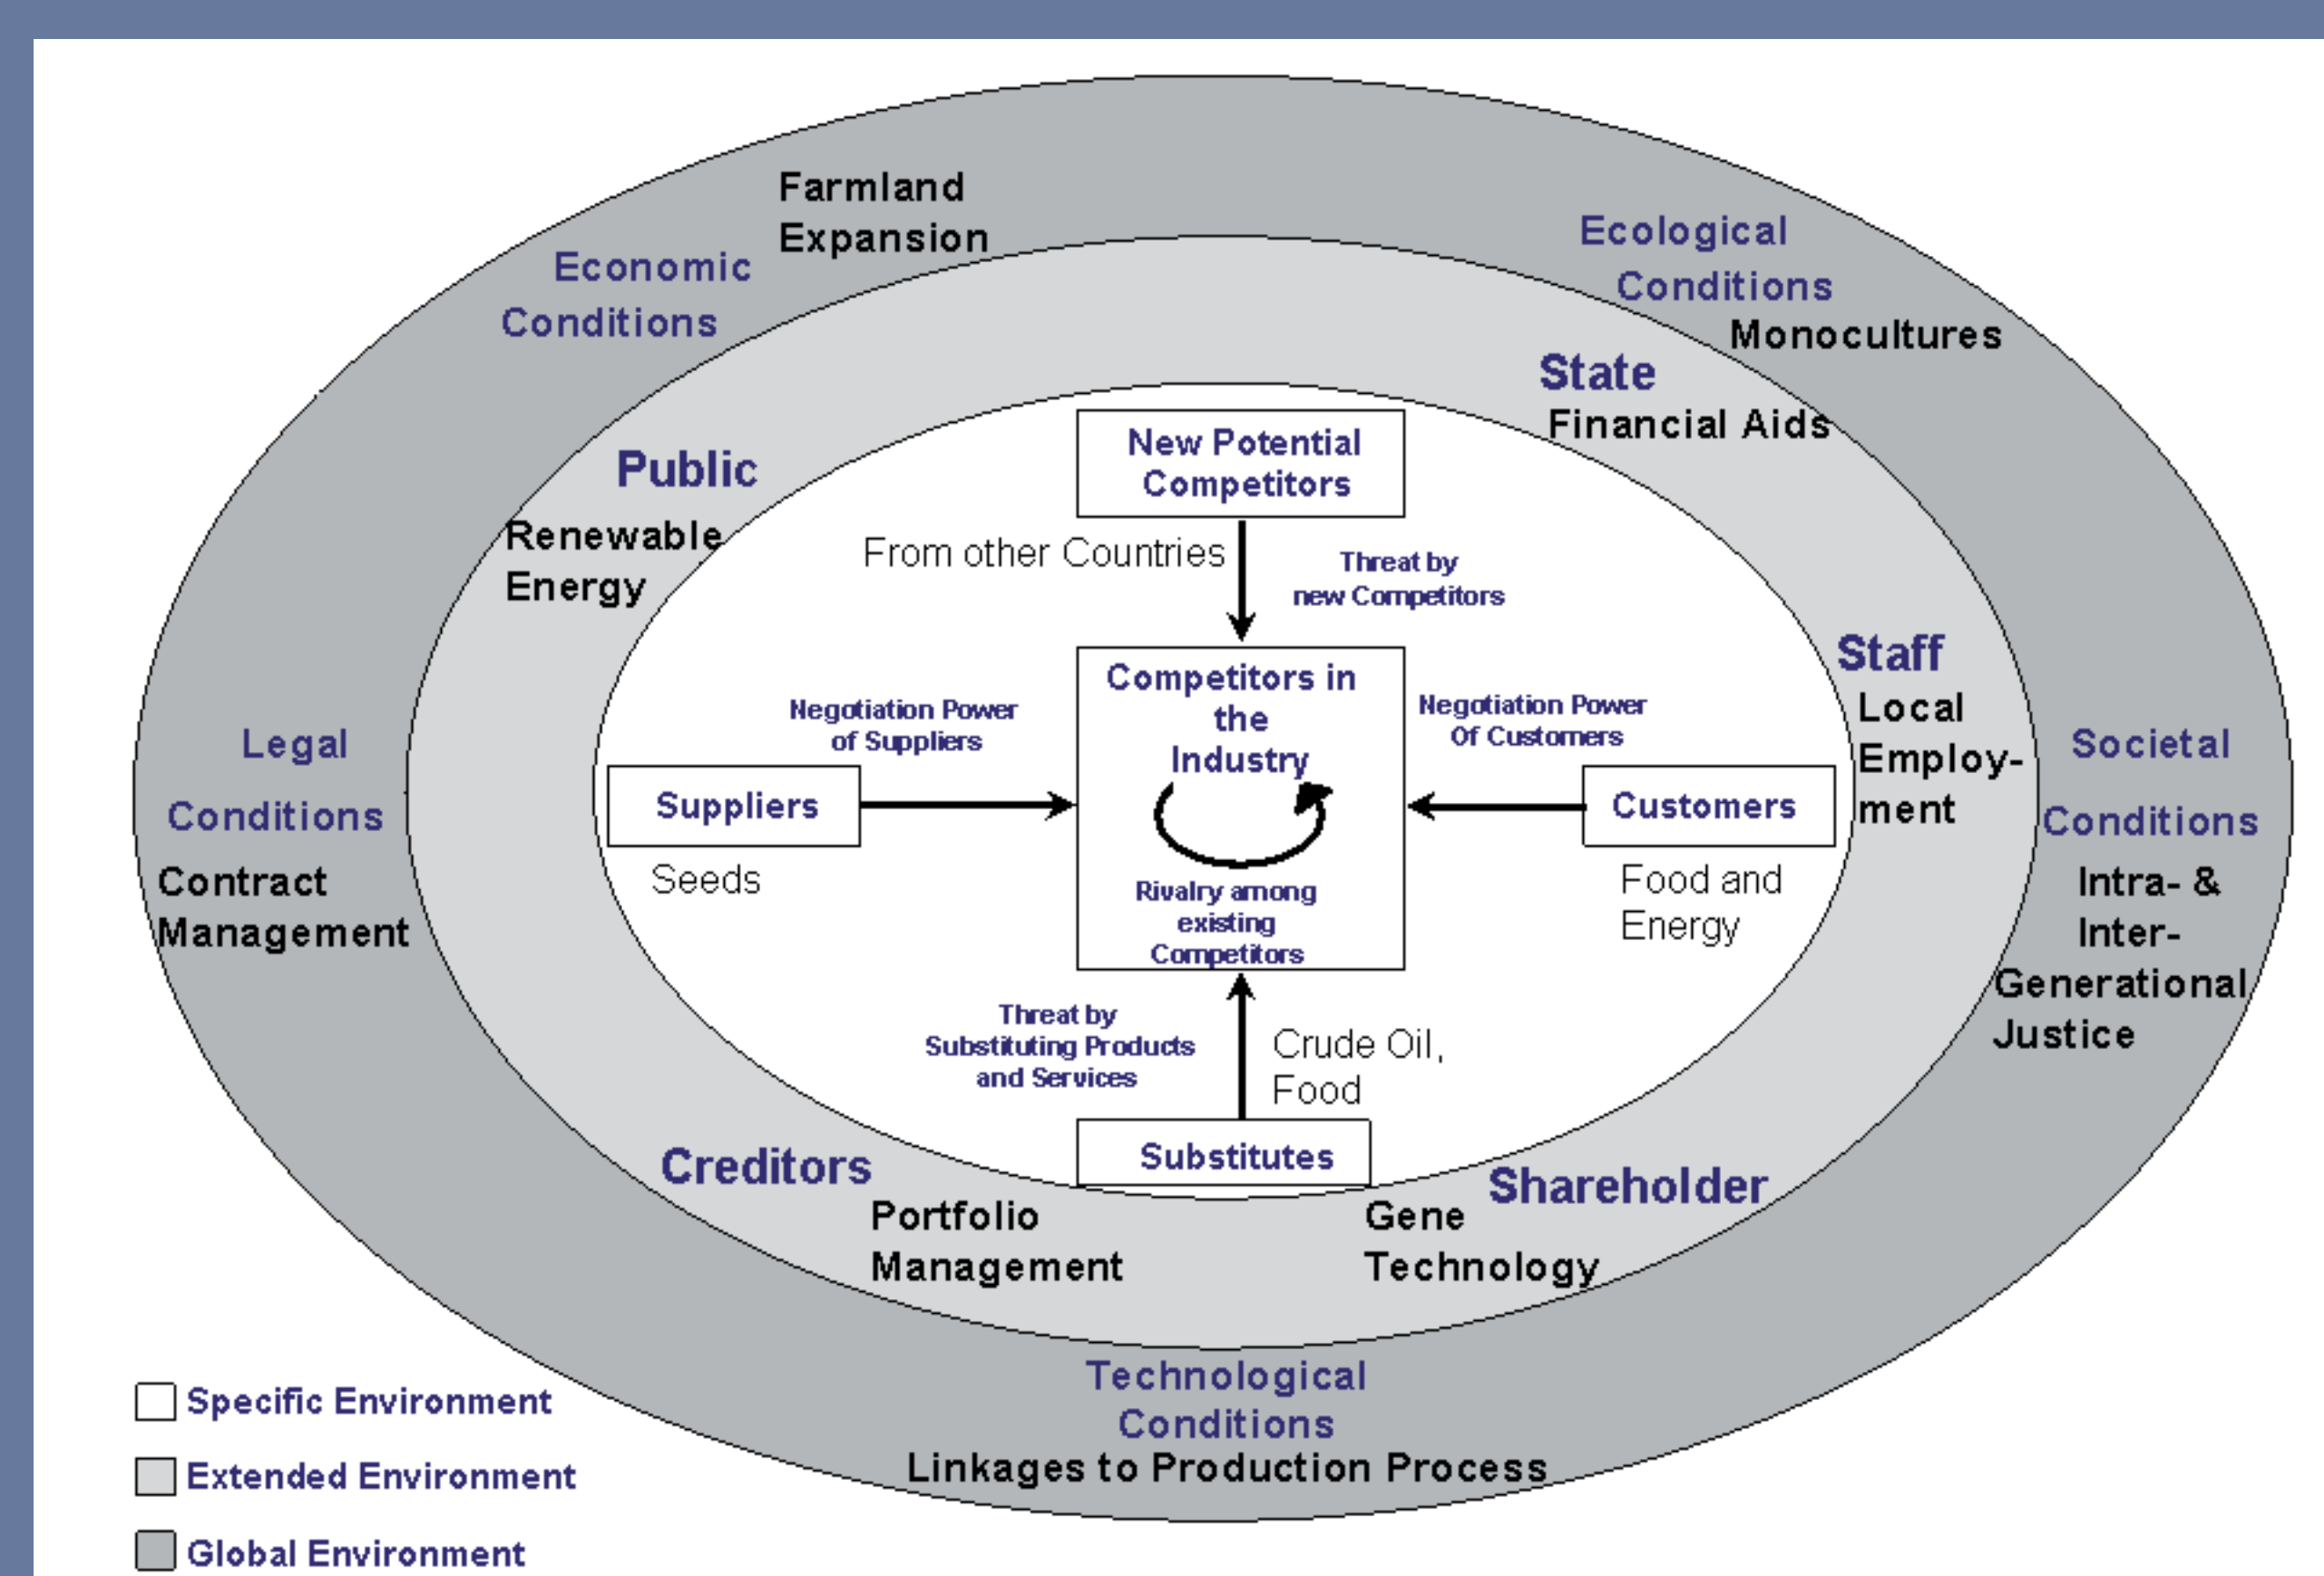 Farmland
Expansion
Economic
Conditions
Ecological
Conditions
Monocultures
State
Financial Aids
Public
Renewable
Energy
New Potential
Competitors
From other Countries
Threat by
new Competitors
Staff
Local
Employ-
ment
Competitors in
the
Industry
Rivalry among
existing
Competitors
Negotiation Power
of Suppliers
Suppliers
Seeds
Negotiation Power
Of Customers
Customers
Food and
Energy
Legal
Conditions
Contract
Management
Societal
Conditions
Intra- &
Inter-
Generational
Justice
Threat by
Substituting Products
and Services
Crude Oil,
Food
Substitutes
Creditors
Portfolio
Management
Shareholder
Gene
Technology
Technological
Conditions
Linkages to Production Process
Specific Environment
Extended Environment
Global Environment